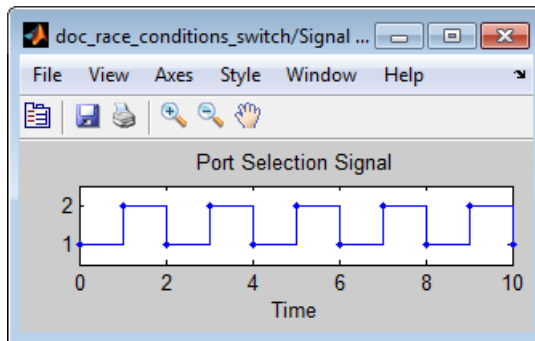 doc_race_conditions_switch/Signal ...
File View Axes Style Window Help
Port Selection Signal
2
1
0 2 4 6 8 10
Time